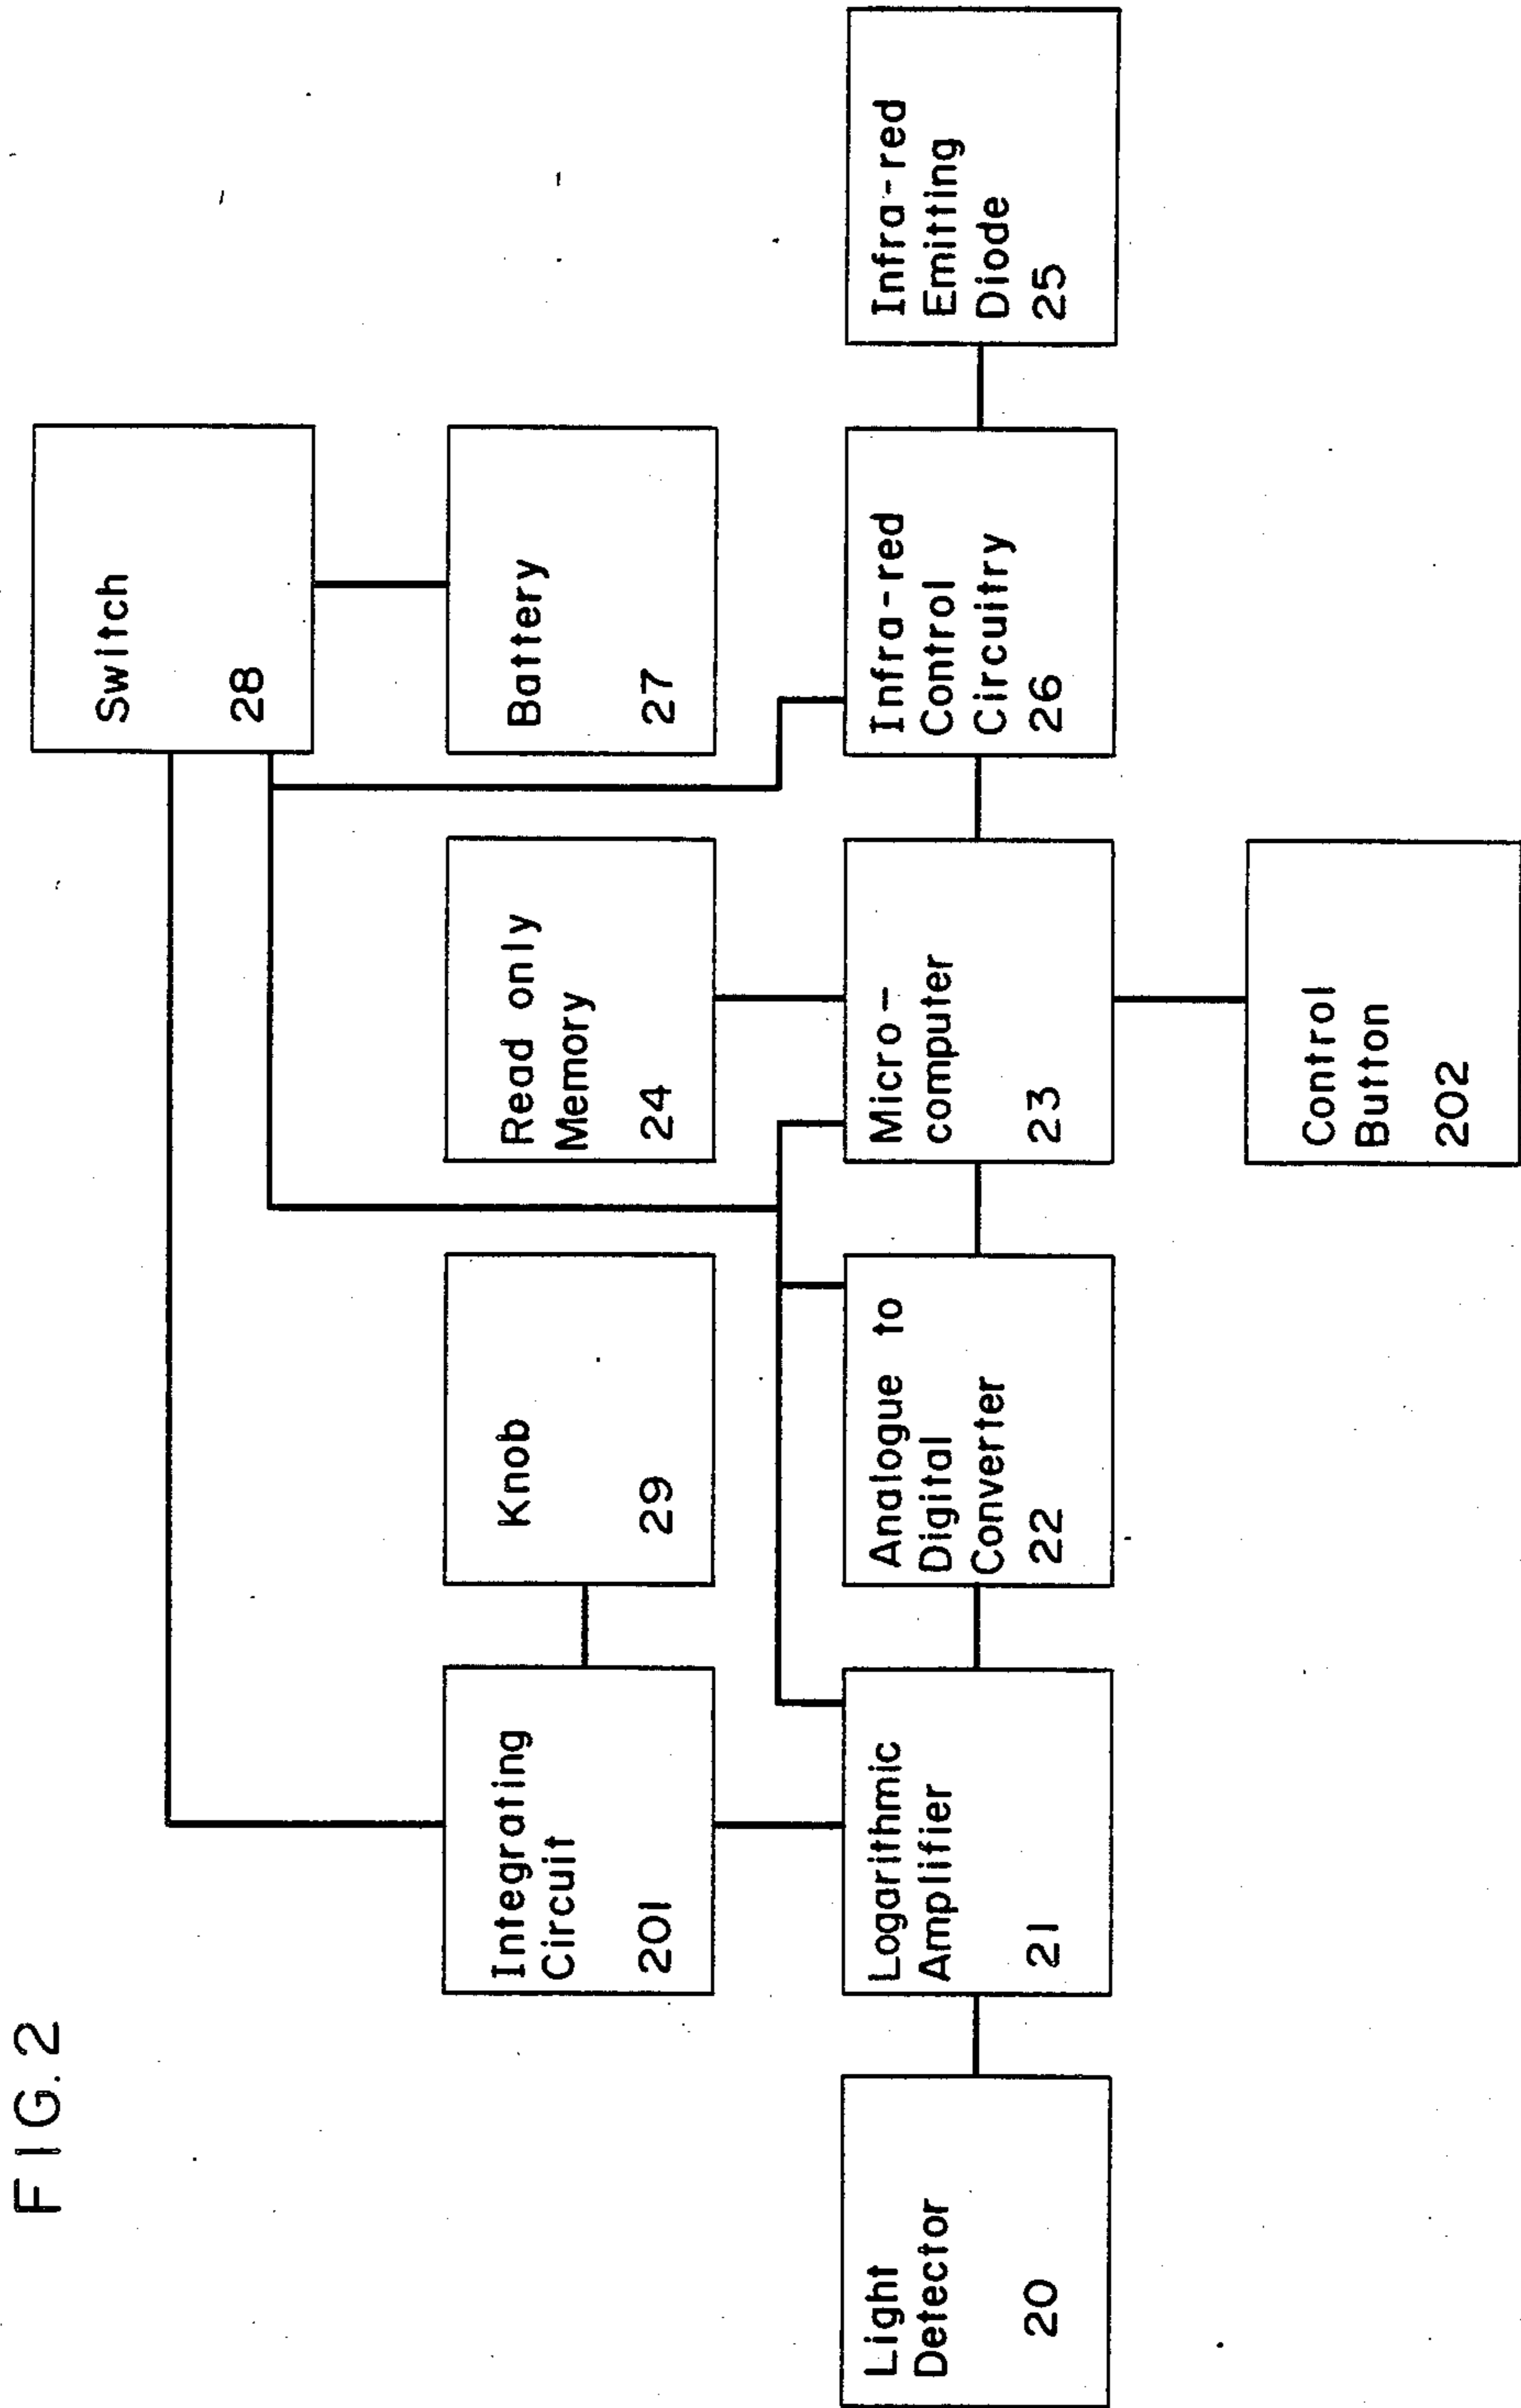 FIG.2
Switch
28
Integrating
Circuit
201
Knob
29
Read only
Memory
24
Battery
27
Light
Detector
20
Logarithmic
Amplifier
21
Analogue to
Digital
Converter
22
Micro-
computer
23
Infra-red
Control
Circuitry
26
Infra-red
Emitting
Diode
25
Control
Button
202